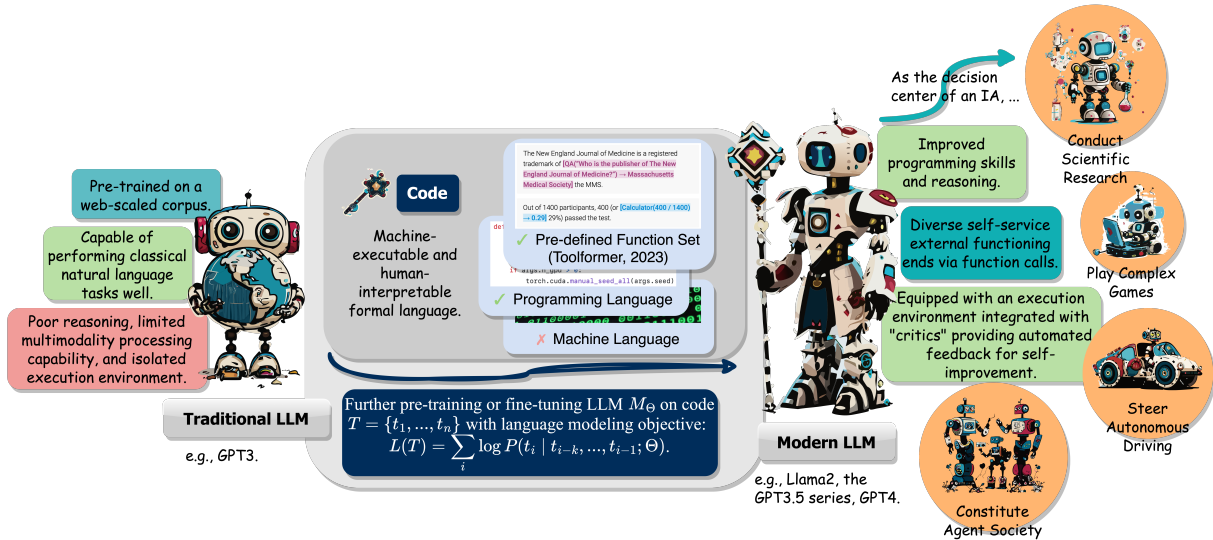 Pre-trained on a
web-scaled corpus.
Capable of
performing classical
natural language
tasks well.
Poor reasoning, limited
multimodality processing
capability, and isolated
execution environment.
Traditional LLM
e.g., GPT3.
Code
Machine-
executable and
human-
interpretable
formal language.
The New England Journal of Medicine is a registered
trademark of [QA("Who is the publisher of The New
England Journal of Medicine?") → Massachusetts
Medical Society] the MMS.
Out of 1400 participants, 400 (or [Calculator(400 / 1400)
→ 0.29] 29%) passed the test.
✓ Pre-defined Function Set
(Toolformer, 2023)
torch.cuda.manual_seed_all(args.seed)
✓ Programming Language
✗ Machine Language
Further pre-training or fine-tuning LLM M_Θ on code
T = {t₁, ..., tₙ} with language modeling objective:
L(T) = ∑_i log P(t_i | t_{i−k}, ..., t_{i−1}; Θ).
Modern LLM
e.g., Llama2, the
GPT3.5 series, GPT4.
As the decision
center of an IA, ...
Improved
programming skills
and reasoning.
Diverse self-service
external functioning
ends via function calls.
Equipped with an execution
environment integrated with
"critics" providing automated
feedback for self-
improvement.
Conduct
Scientific
Research
Play Complex
Games
Steer
Autonomous
Driving
Constitute
Agent Society